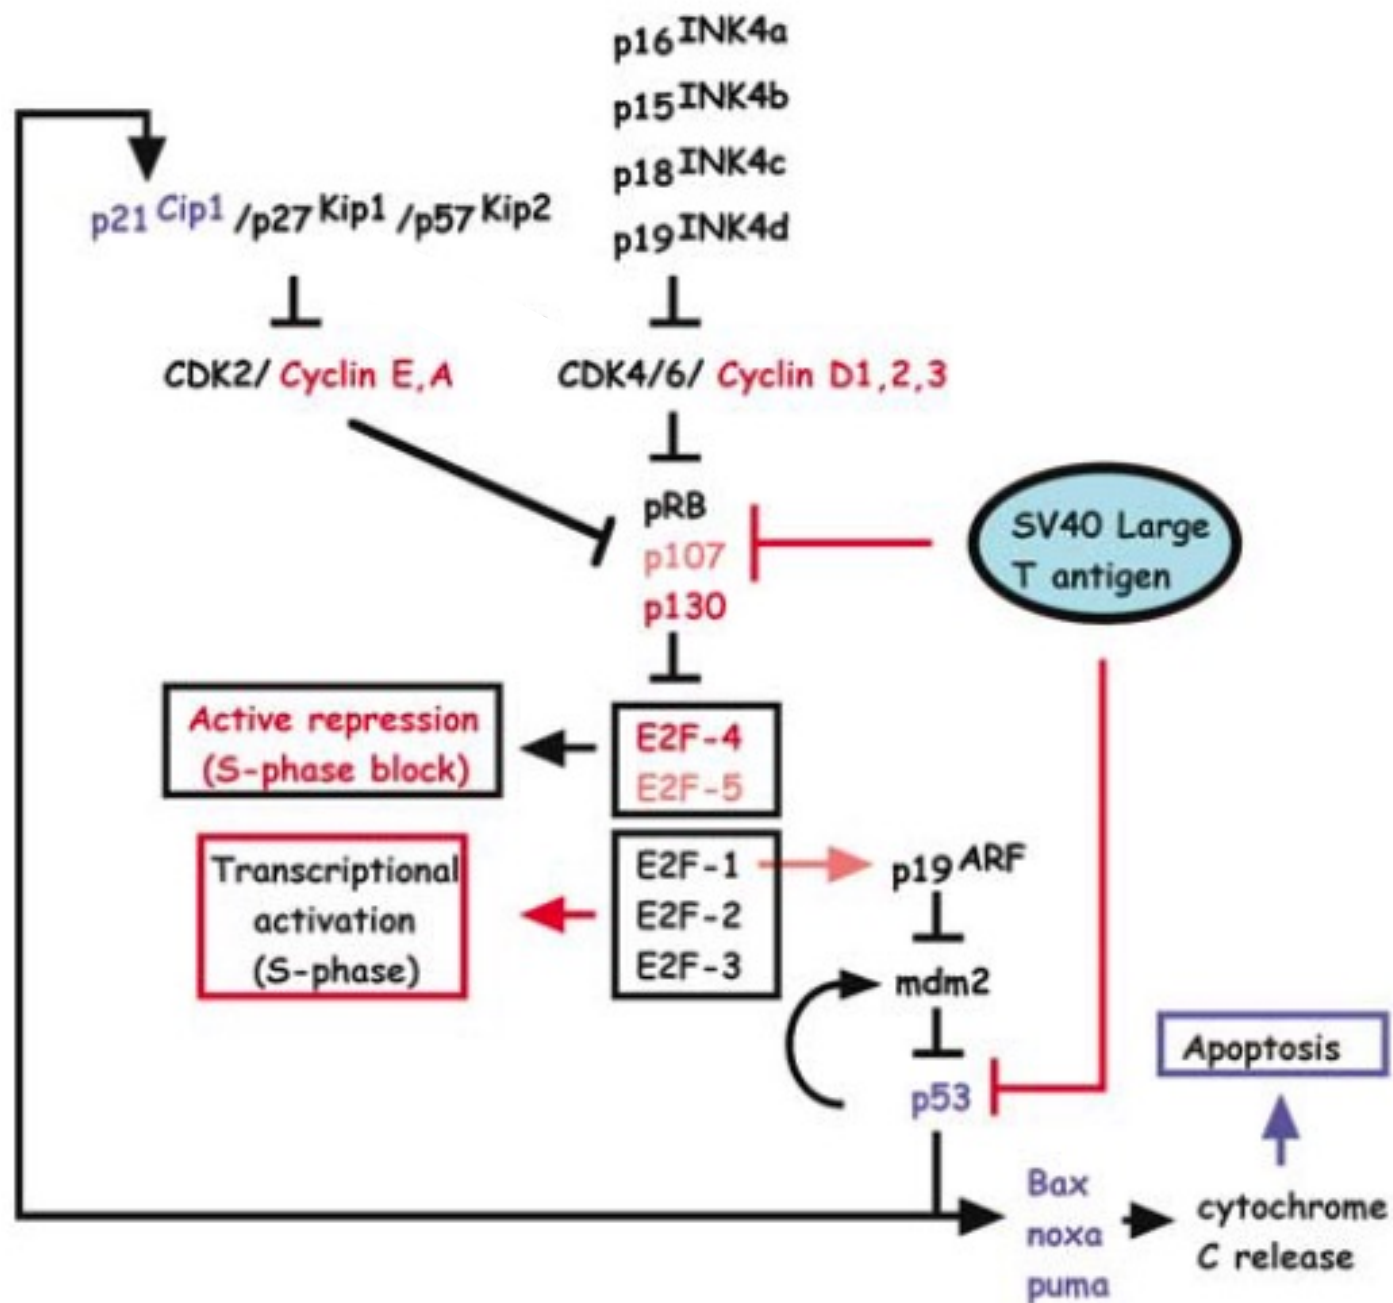 p16INK4a
p15INK4b
p18INK4c
p19INK4d
p21Cip1/p27Kip1/p57Kip2
CDK2/Cyclin E,A
CDK4/6/Cyclin D1,2,3
pRB
p107
p130
SV40 Large
T antigen
Active repression
(S-phase block)
E2F-4
E2F-5
Transcriptional
activation
(S-phase)
E2F-1
E2F-2
E2F-3
p19ARF
mdm2
p53
Apoptosis
Bax
noxa
puma
cytochrome
C release